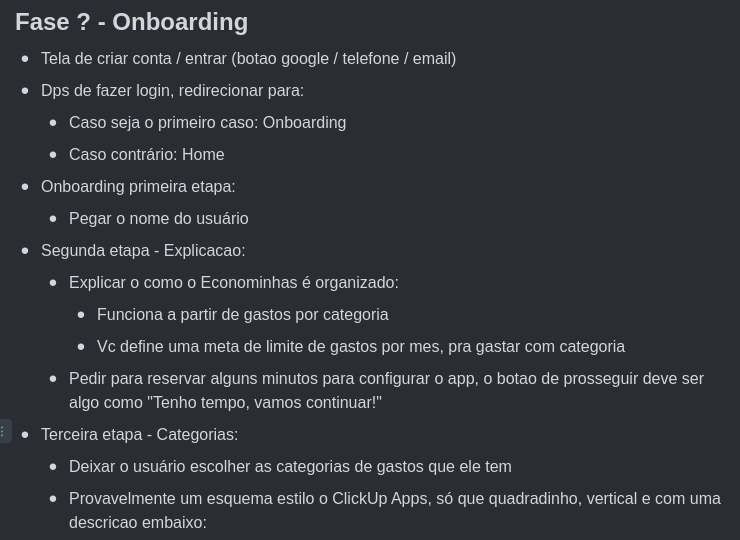 Fase ? - Onboarding
Tela de criar conta / entrar (botao google / telefone / email)
Dps de fazer login, redirecionar para:
Caso seja o primeiro caso: Onboarding
Caso contrário: Home
Onboarding primeira etapa:
Pegar o nome do usuário
Segunda etapa - Explicacao:
Explicar o como o Econominhas é organizado:
Funciona a partir de gastos por categoria
Vc define uma meta de limite de gastos por mes, pra gastar com categoria
Pedir para reservar alguns minutos para configurar o app, o botao de prosseguir deve ser
algo como "Tenho tempo, vamos continuar!"
Terceira etapa - Categorias:
Deixar o usuário escolher as categorias de gastos que ele tem
Provavelmente um esquema estilo o ClickUp Apps, só que quadradinho, vertical e com uma
descricao embaixo: